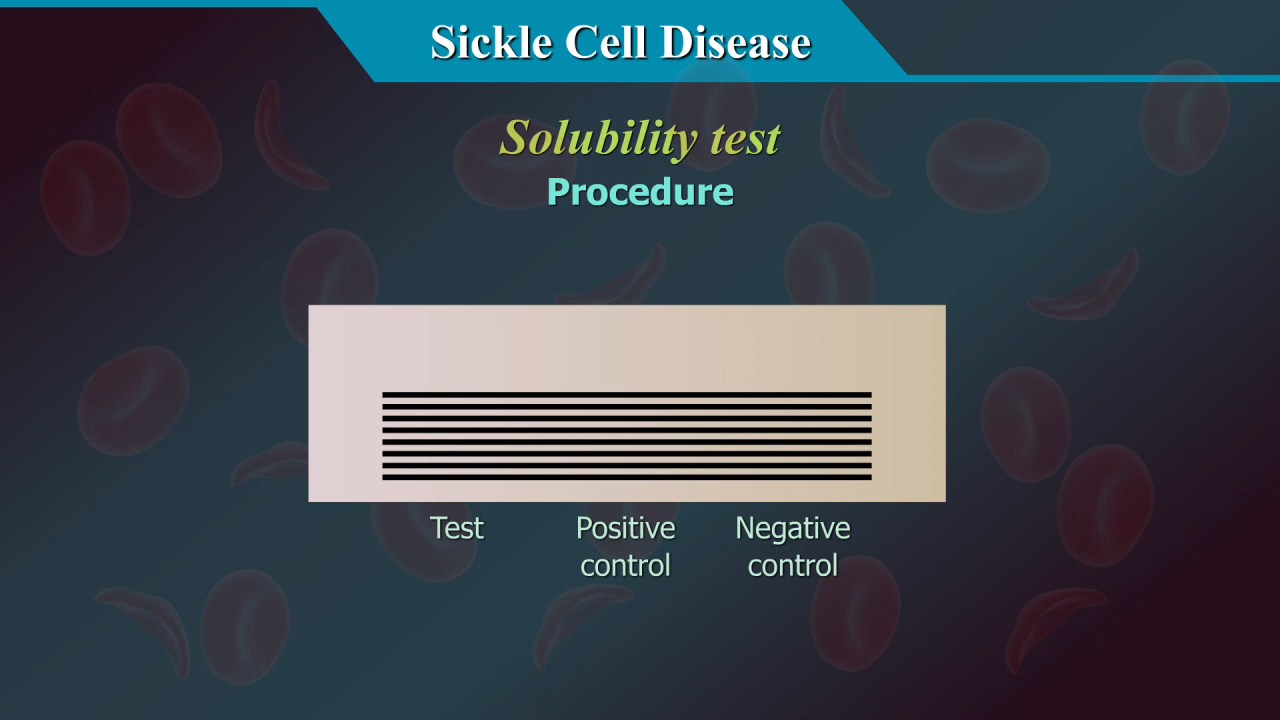 Sickle Cell Disease
Solubility test
Procedure
Test
Positive
control
Negative
control